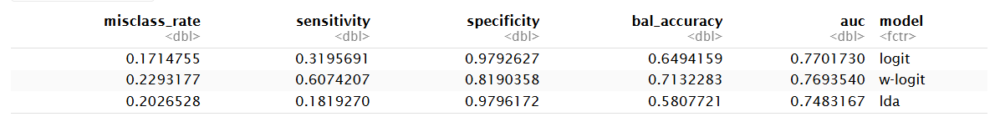 misclass_rate sensitivity specificity bal_accuracy auc model
<dbl> <dbl> <dbl> <dbl> <dbl> <fctr>
0.1714755 0.3195691 0.9792627 0.6494159 0.7701730 logit
0.2293177 0.6074207 0.8190358 0.7132283 0.7693540 w-logit
0.2026528 0.1819270 0.9796172 0.5807721 0.7483167 lda